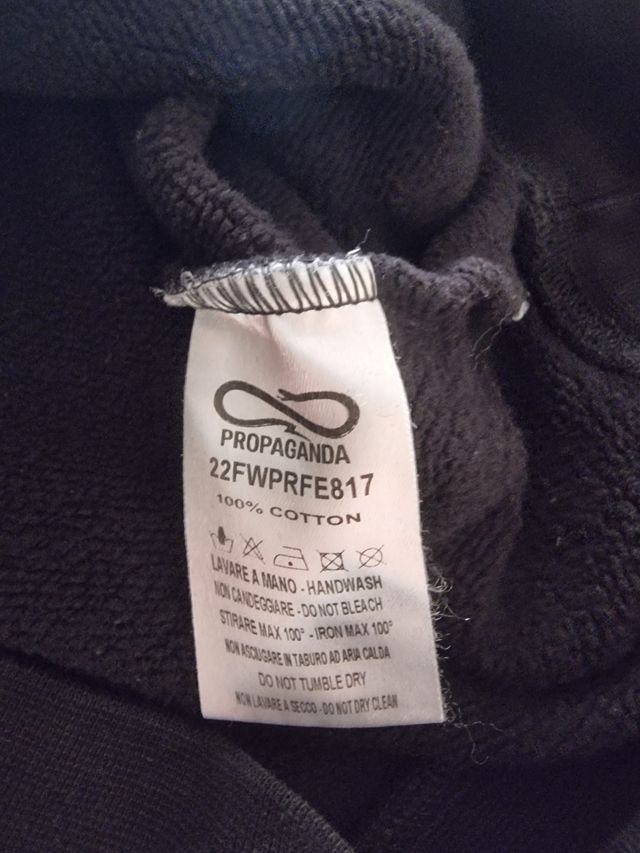 PROPAGANDA
22FWPRFE817
100% COTTON
LAVARE A MANO - HANDWASH
NON CANDEGGIARE - DO NOT BLEACH
STIRARE MAX 100° - IRON MAX 100°
NON ASCIUGARE IN TABURO AD ARIA CALDA
DO NOT TUMBLE DRY
NON LAVARE A SECCO - DO NOT DRY CLEAN